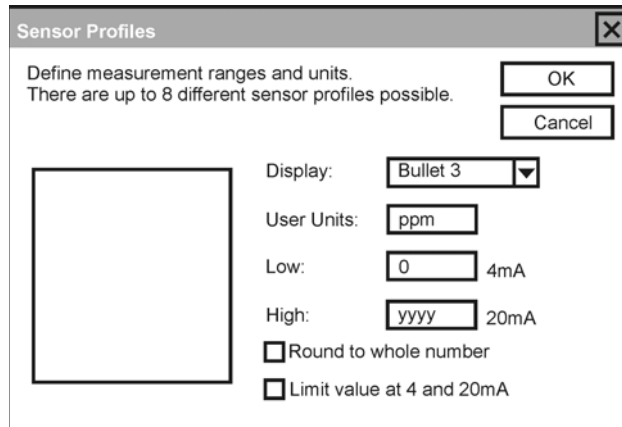 Sensor Profiles
Define measurement ranges and units.
There are up to 8 different sensor profiles possible.
OK
Cancel
Display: Bullet 3
User Units: ppm
Low: 0 4mA
High: yyyy 20mA
Round to whole number
Limit value at 4 and 20mA